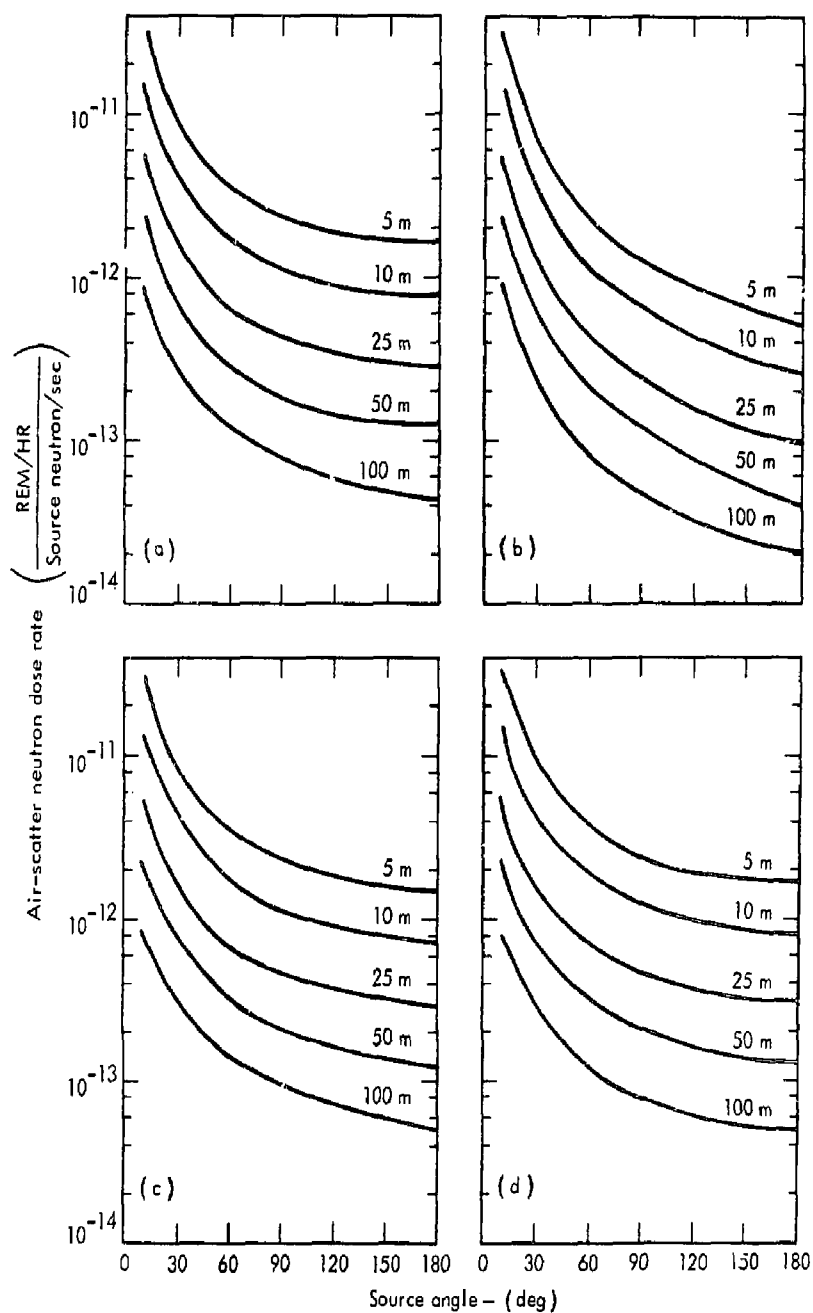 Air-scatter neutron dose rate (REM/HR / Source neutron/sec)
10-11
10-12
10-13
10-14
5 m
10 m
25 m
50 m
100 m
(a)
5 m
10 m
25 m
50 m
100 m
(b)
10-11
10-12
10-13
10-14
5 m
10 m
25 m
50 m
100 m
(c)
5 m
10 m
25 m
50 m
100 m
(d)
0 30 60 90 120 150 180
0 30 60 90 120 150 180
Source angle – (deg)